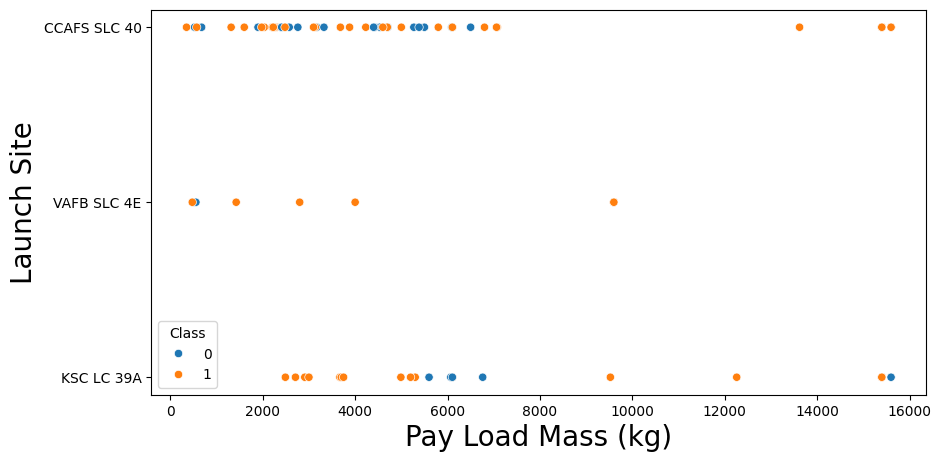 CCAFS SLC 40
VAFB SLC 4E
KSC LC 39A
Launch Site
Class
0
1
0 2000 4000 6000 8000 10000 12000 14000 16000
Pay Load Mass (kg)